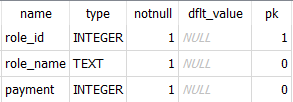 name type notnull dflt_value pk
role_id INTEGER 1 NULL 1
role_name TEXT 1 NULL 0
payment INTEGER 1 NULL 0